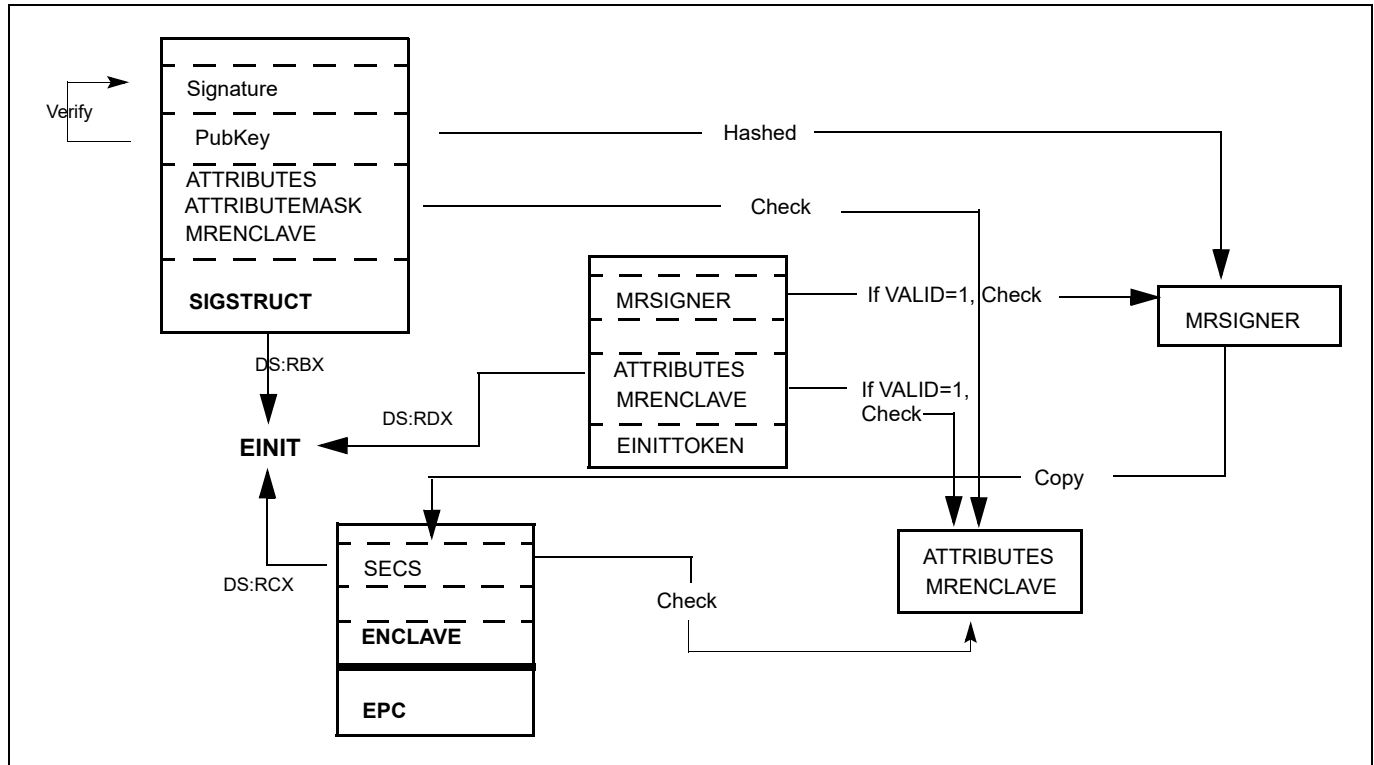 Signature
Verify
PubKey
Hashed
ATTRIBUTES
ATTRIBUTEMASK
MRENCLAVE
Check
SIGSTRUCT
MRSIGNER
If VALID=1, Check
MRSIGNER
DS:RBX
ATTRIBUTES
MRENCLAVE
If VALID=1,
Check
DS:RDX
EINIT
EINITTOKEN
Copy
SECS
DS:RCX
Check
ATTRIBUTES
MRENCLAVE
ENCLAVE
EPC